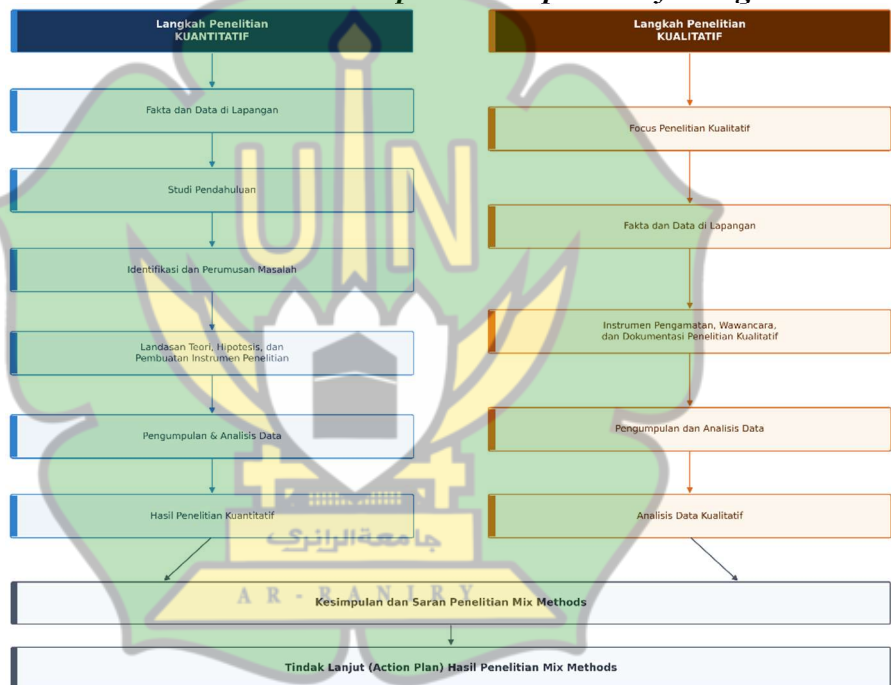 Langkah Penelitian
KUANTITATIF
Fakta dan Data di Lapangan
Studi Pendahuluan
Identifikasi dan Perumusan Masalah
Landasan Teori, Hipotesis, dan
Pembuatan Instrumen Penelitian
Pengumpulan & Analisis Data
Hasil Penelitian Kuantitatif
Langkah Penelitian
KUALITATIF
Focus Penelitian Kualitatif
Fakta dan Data di Lapangan
Instrumen Pengamatan, Wawancara,
dan Dokumentasi Penelitian Kualitatif
Pengumpulan dan Analisis Data
Analisis Data Kualitatif
UIN
جامعة الرانري
AR-RANIRY
Kesimpulan dan Saran Penelitian Mix Methods
Tindak Lanjut (Action Plan) Hasil Penelitian Mix Methods